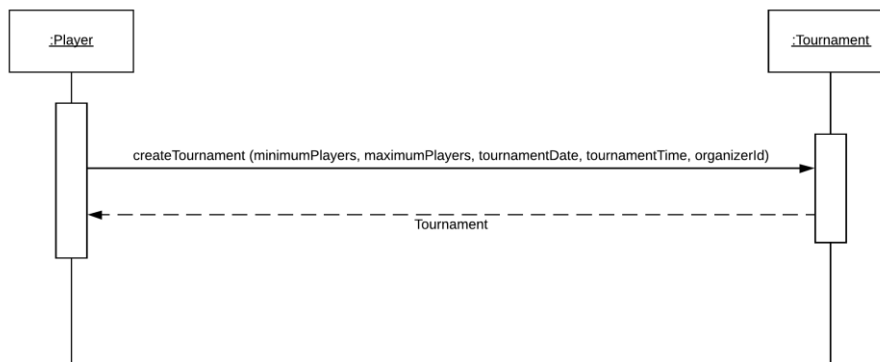 :Player
:Tournament
createTournament (minimumPlayers, maximumPlayers, tournamentDate, tournamentTime, organizerId)
Tournament